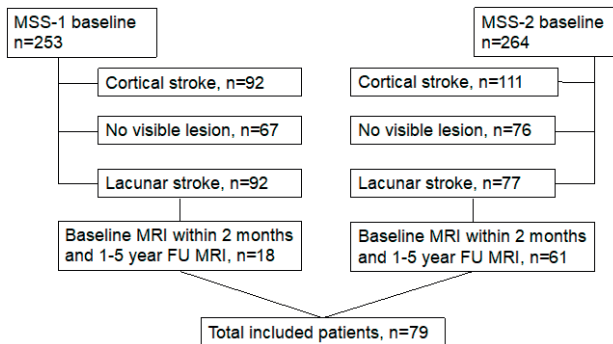 MSS-1 baseline
n=253
MSS-2 baseline
n=264
Cortical stroke, n=92
Cortical stroke, n=111
No visible lesion, n=67
No visible lesion, n=76
Lacunar stroke, n=92
Lacunar stroke, n=77
Baseline MRI within 2 months
and 1-5 year FU MRI, n=18
Baseline MRI within 2 months
and 1-5 year FU MRI, n=61
Total included patients, n=79